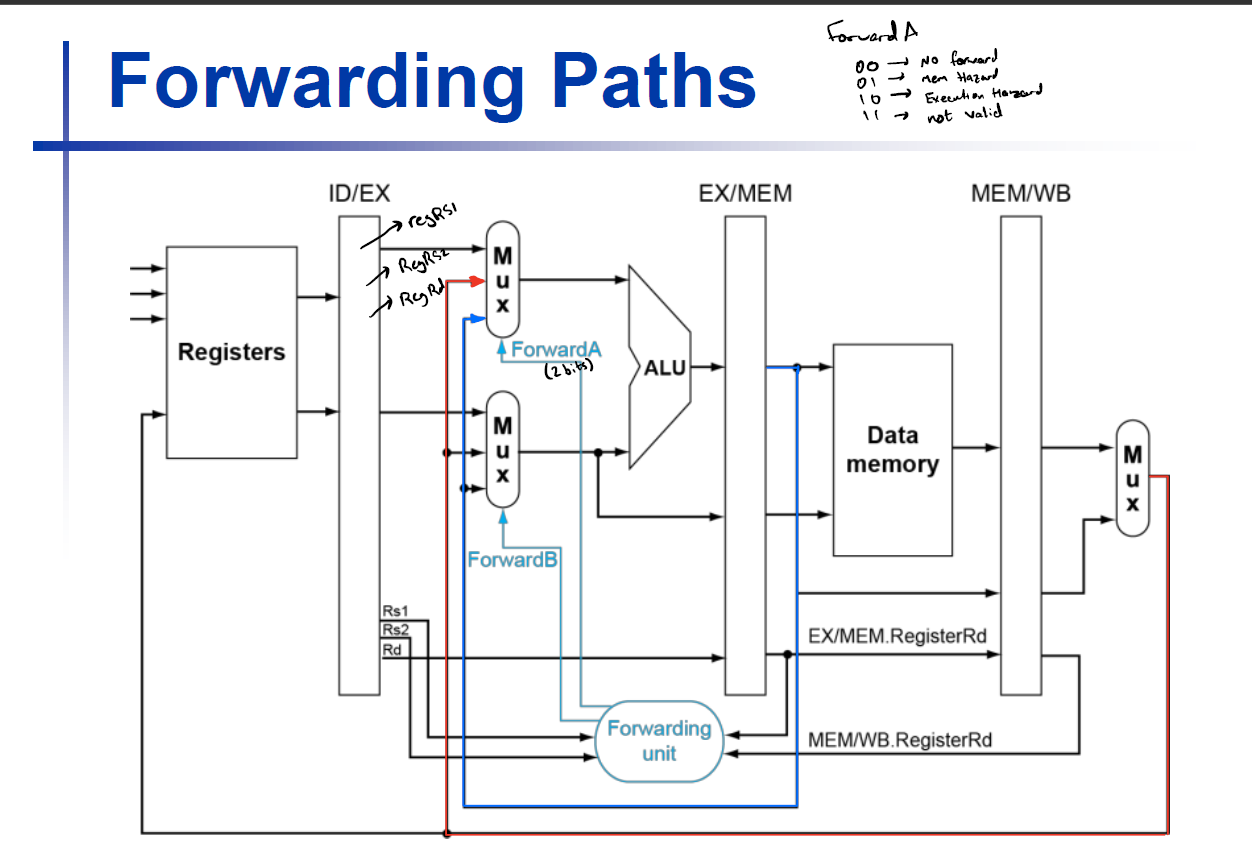 Forwarding Paths
Forward A
00 → No forward
01 → mem Hazard
10 → Execution Hazard
11 → not valid
ID/EX
EX/MEM
MEM/WB
regRS1
RegRS2
RegRd
Registers
Mux
ForwardA
(2 bits)
ALU
Mux
ForwardB
Data
memory
Mux
Rs1
Rs2
Rd
EX/MEM.RegisterRd
Forwarding
unit
MEM/WB.RegisterRd